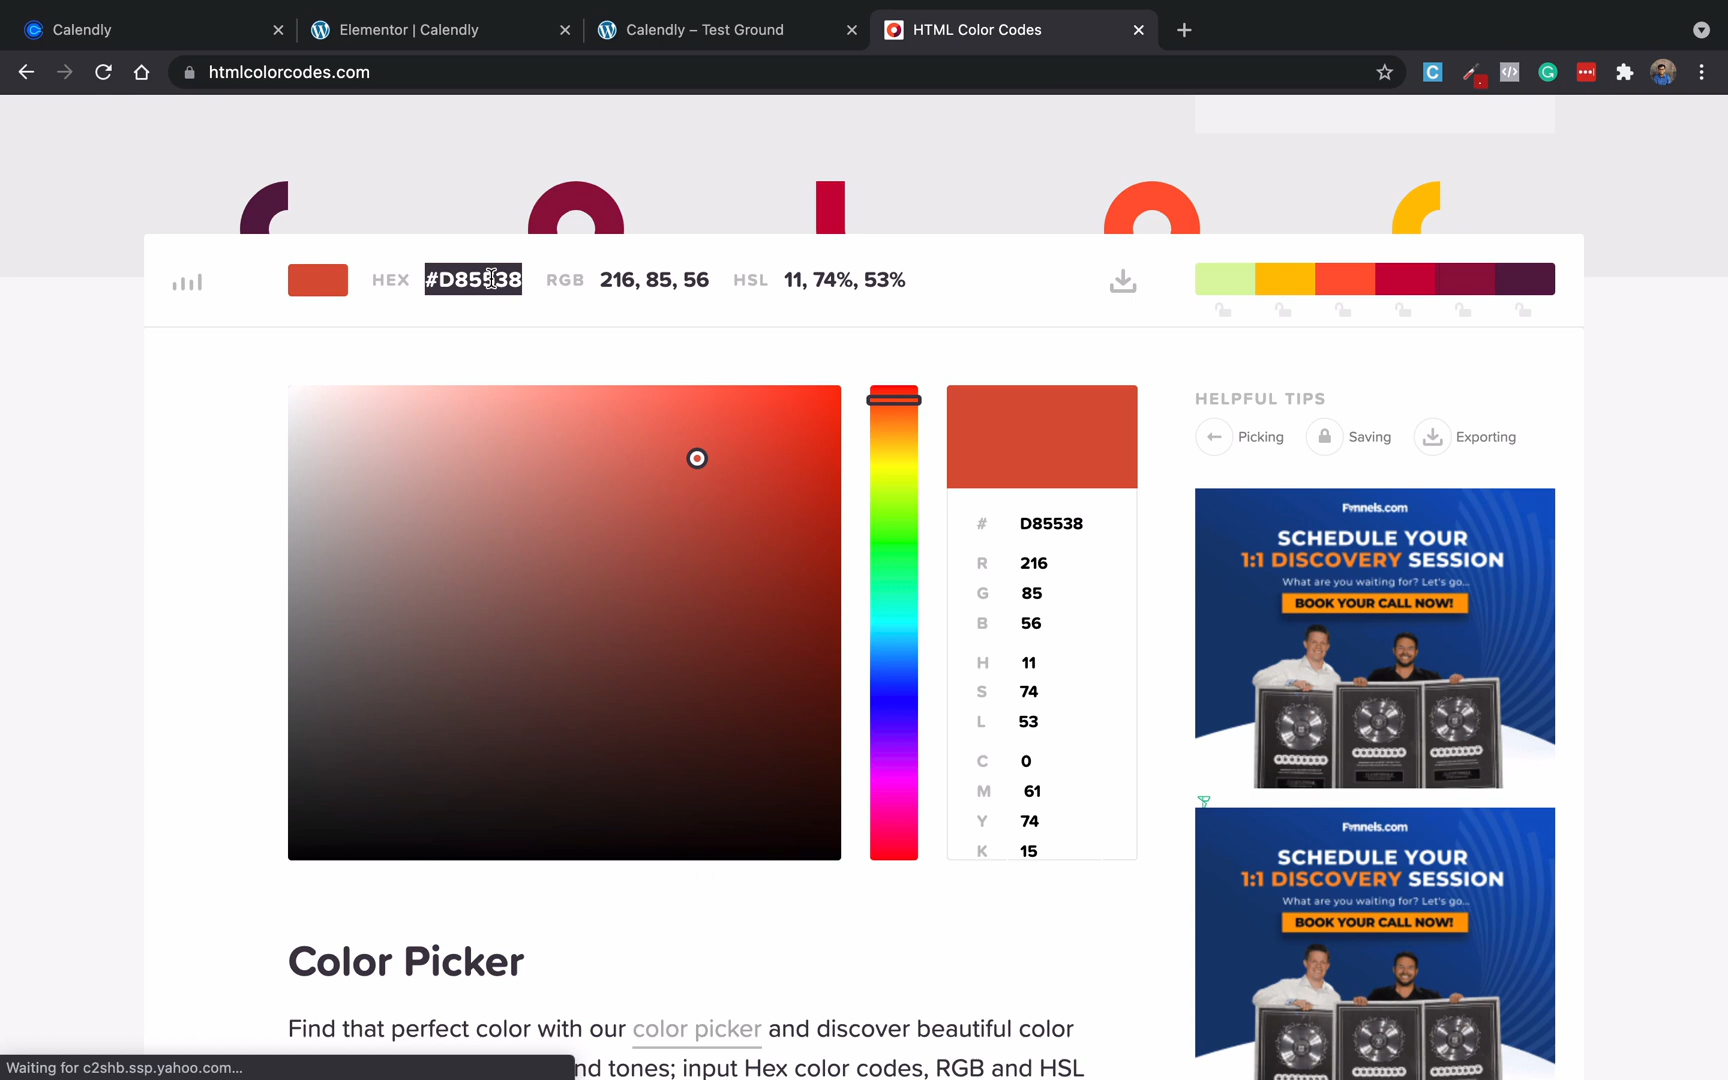 Calendly
Elementor | Calendly
Calendly – Test Ground
HTML Color Codes
htmlcolorcodes.com
HEX #D85538 RGB 216, 85, 56 HSL 11, 74%, 53%
# D85538
R 216
G 85
B 56
H 11
S 74
L 53
C 0
M 61
Y 74
K 15
HELPFUL TIPS
Picking Saving Exporting
Funnels.com
SCHEDULE YOUR
1:1 DISCOVERY SESSION
What are you waiting for? Let's go...
BOOK YOUR CALL NOW!
Funnels.com
SCHEDULE YOUR
1:1 DISCOVERY SESSION
What are you waiting for? Let's go...
BOOK YOUR CALL NOW!
Color Picker
Find that perfect color with our color picker and discover beautiful color
nd tones; input Hex color codes, RGB and HSL
Waiting for c2shb.ssp.yahoo.com...